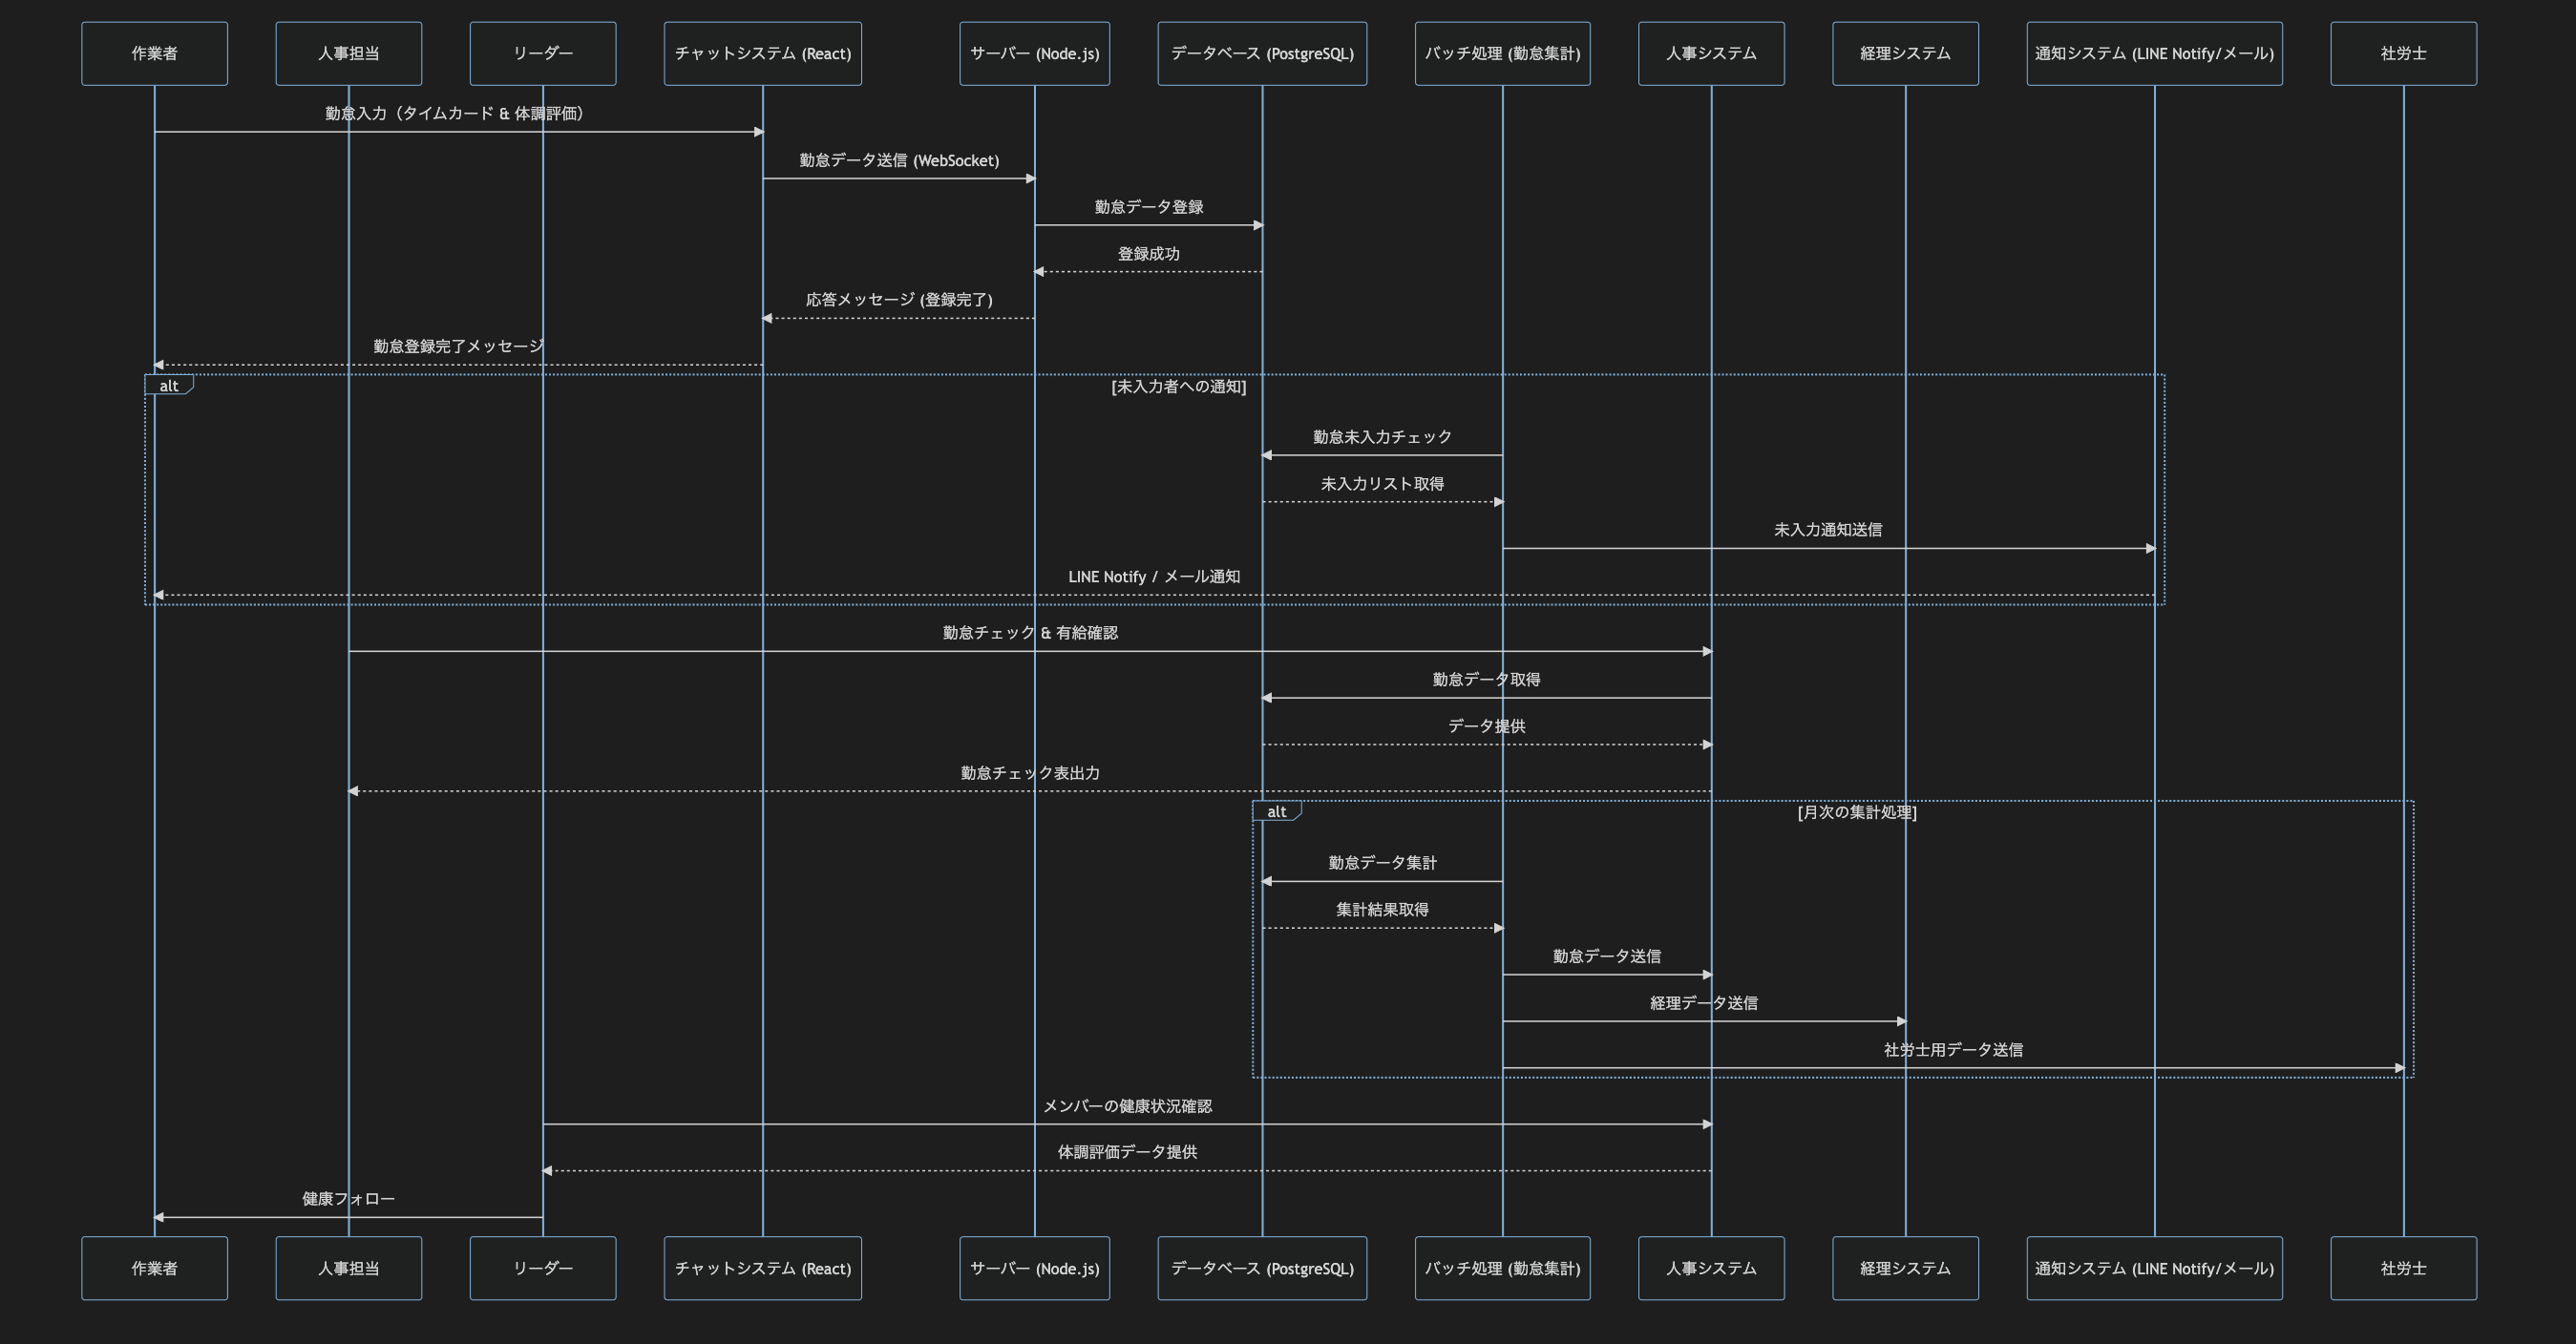 作業者
人事担当
リーダー
チャットシステム (React)
サーバー (Node.js)
データベース (PostgreSQL)
バッチ処理 (勤怠集計)
人事システム
経理システム
通知システム (LINE Notify/メール)
社労士
勤怠入力（タイムカード & 体調評価）
勤怠データ送信 (WebSocket)
勤怠データ登録
登録成功
応答メッセージ (登録完了)
勤怠登録完了メッセージ
alt
[未入力者への通知]
勤怠未入力チェック
未入力リスト取得
未入力通知送信
LINE Notify / メール通知
勤怠チェック & 有給確認
勤怠データ取得
データ提供
勤怠チェック表出力
alt
[月次の集計処理]
勤怠データ集計
集計結果取得
勤怠データ送信
経理データ送信
社労士用データ送信
メンバーの健康状況確認
体調評価データ提供
健康フォロー
作業者
人事担当
リーダー
チャットシステム (React)
サーバー (Node.js)
データベース (PostgreSQL)
バッチ処理 (勤怠集計)
人事システム
経理システム
通知システム (LINE Notify/メール)
社労士